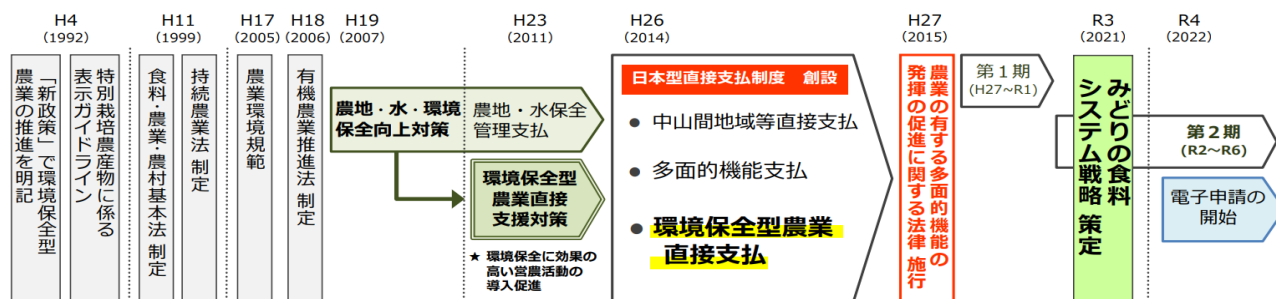 H4
(1992)
「新政策」で環境保全型
農業の推進を明記
特別栽培農産物に係る
表示ガイドライン
H11
(1999)
食料・農業・農村基本法 制定
持続農業法 制定
H17
(2005)
農業環境規範
H18
(2006)
有機農業推進法 制定
H19
(2007)
農地・水・環境
保全向上対策
H23
(2011)
農地・水保全
管理支払
環境保全型
農業直接
支援対策
★ 環境保全に効果の
高い営農活動の
導入促進
H26
(2014)
日本型直接支払制度 創設
● 中山間地域等直接支払
● 多面的機能支払
● 環境保全型農業
直接支払
H27
(2015)
農業の有する多面的機能の
発揮の促進に関する法律 施行
第1期
(H27~R1)
R3
(2021)
みどりの食料
システム戦略 策定
R4
(2022)
第2期
(R2~R6)
電子申請の
開始